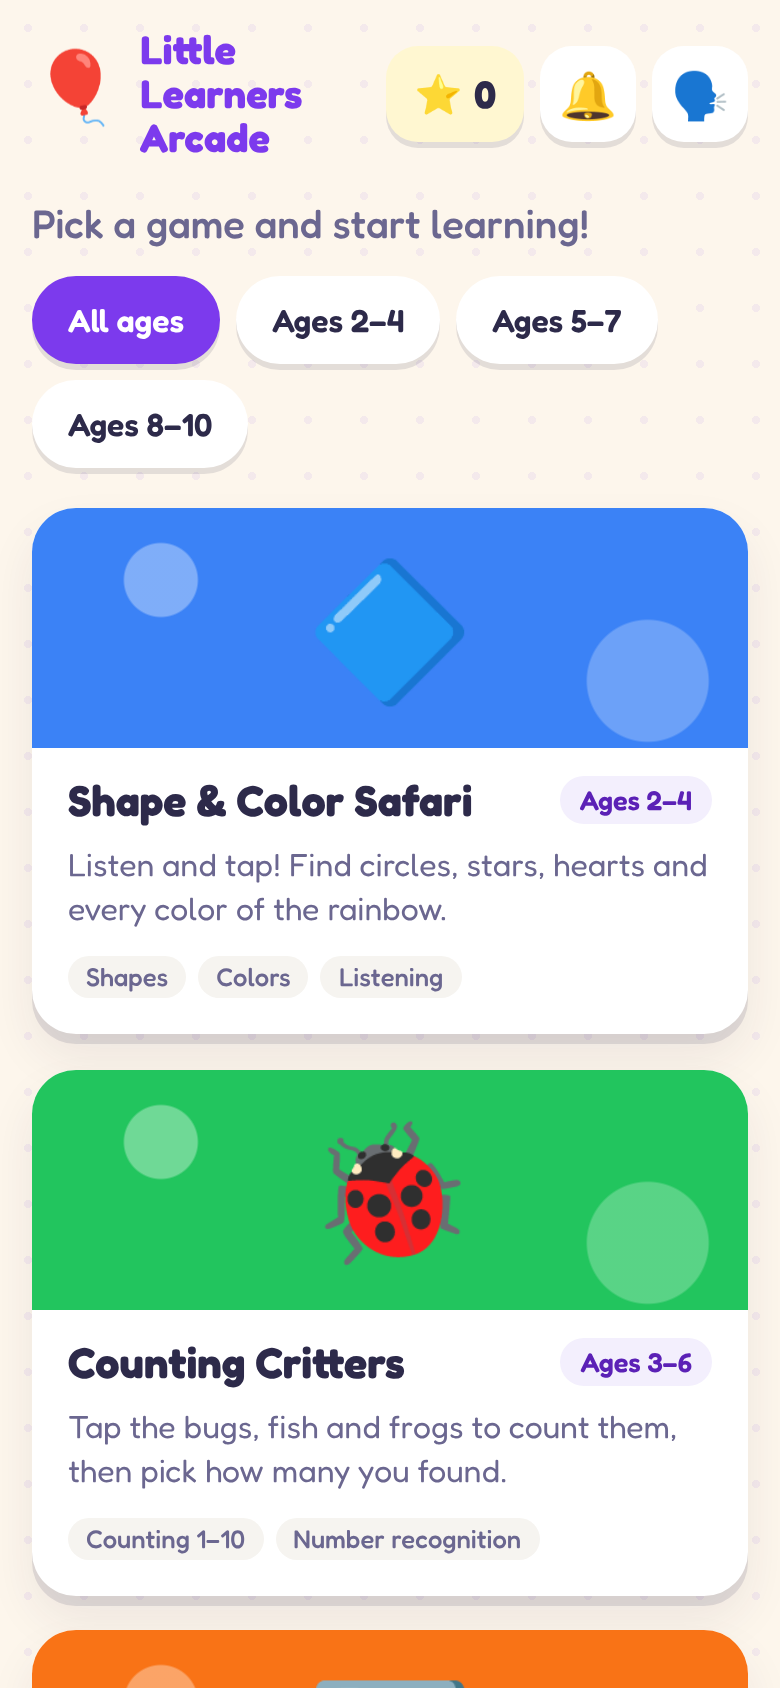 Little
Learners
Arcade
0
Pick a game and start learning!
All ages
Ages 2–4
Ages 5–7
Ages 8–10
Shape & Color Safari
Ages 2–4
Listen and tap! Find circles, stars, hearts and
every color of the rainbow.
Shapes
Colors
Listening
Counting Critters
Ages 3–6
Tap the bugs, fish and frogs to count them,
then pick how many you found.
Counting 1–10
Number recognition